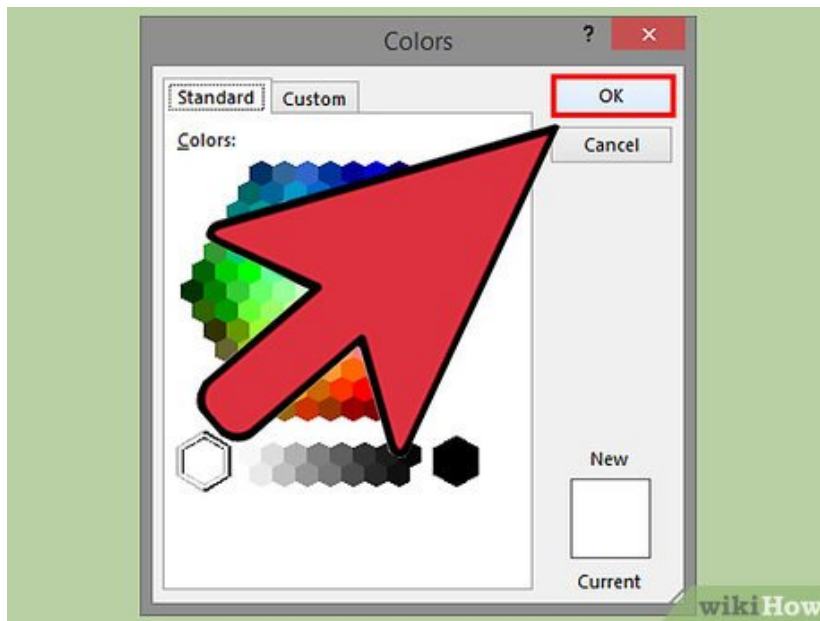 Colors
?
×
Standard
Custom
OK
Colors:
Cancel
New
Current
wikiHow